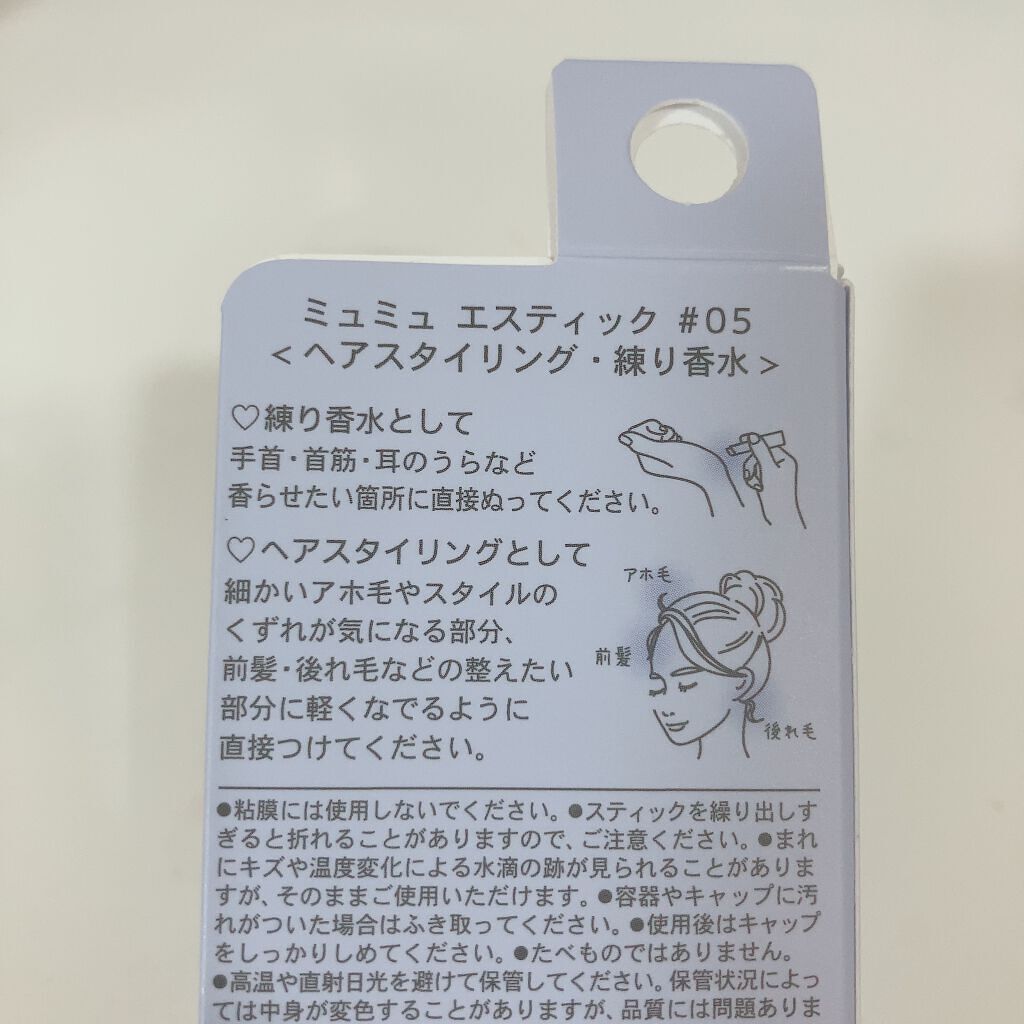 ミュミュ エスティック #05
<ヘアスタイリング・練り香水>
♡練り香水として
手首・首筋・耳のうらなど
香らせたい箇所に直接ぬってください。
♡ヘアスタイリングとして
細かいアホ毛やスタイルの
くずれが気になる部分、
前髪・後れ毛などの整えたい
部分に軽くなでるように
直接つけてください。
アホ毛
前髪
後れ毛
●粘膜には使用しないでください。●スティックを繰り出しす
ぎると折れることがありますので、ご注意ください。●まれ
にキズや温度変化による水滴の跡が見られることがありま
すが、そのままご使用いただけます。●容器やキャップに汚
れがついた場合はふき取ってください。●使用後はキャップ
をしっかりしめてください。●たべものではありません。
●高温や直射日光を避けて保管してください。保管状況によっ
ては中身が変色することがありますが、品質には問題ありま